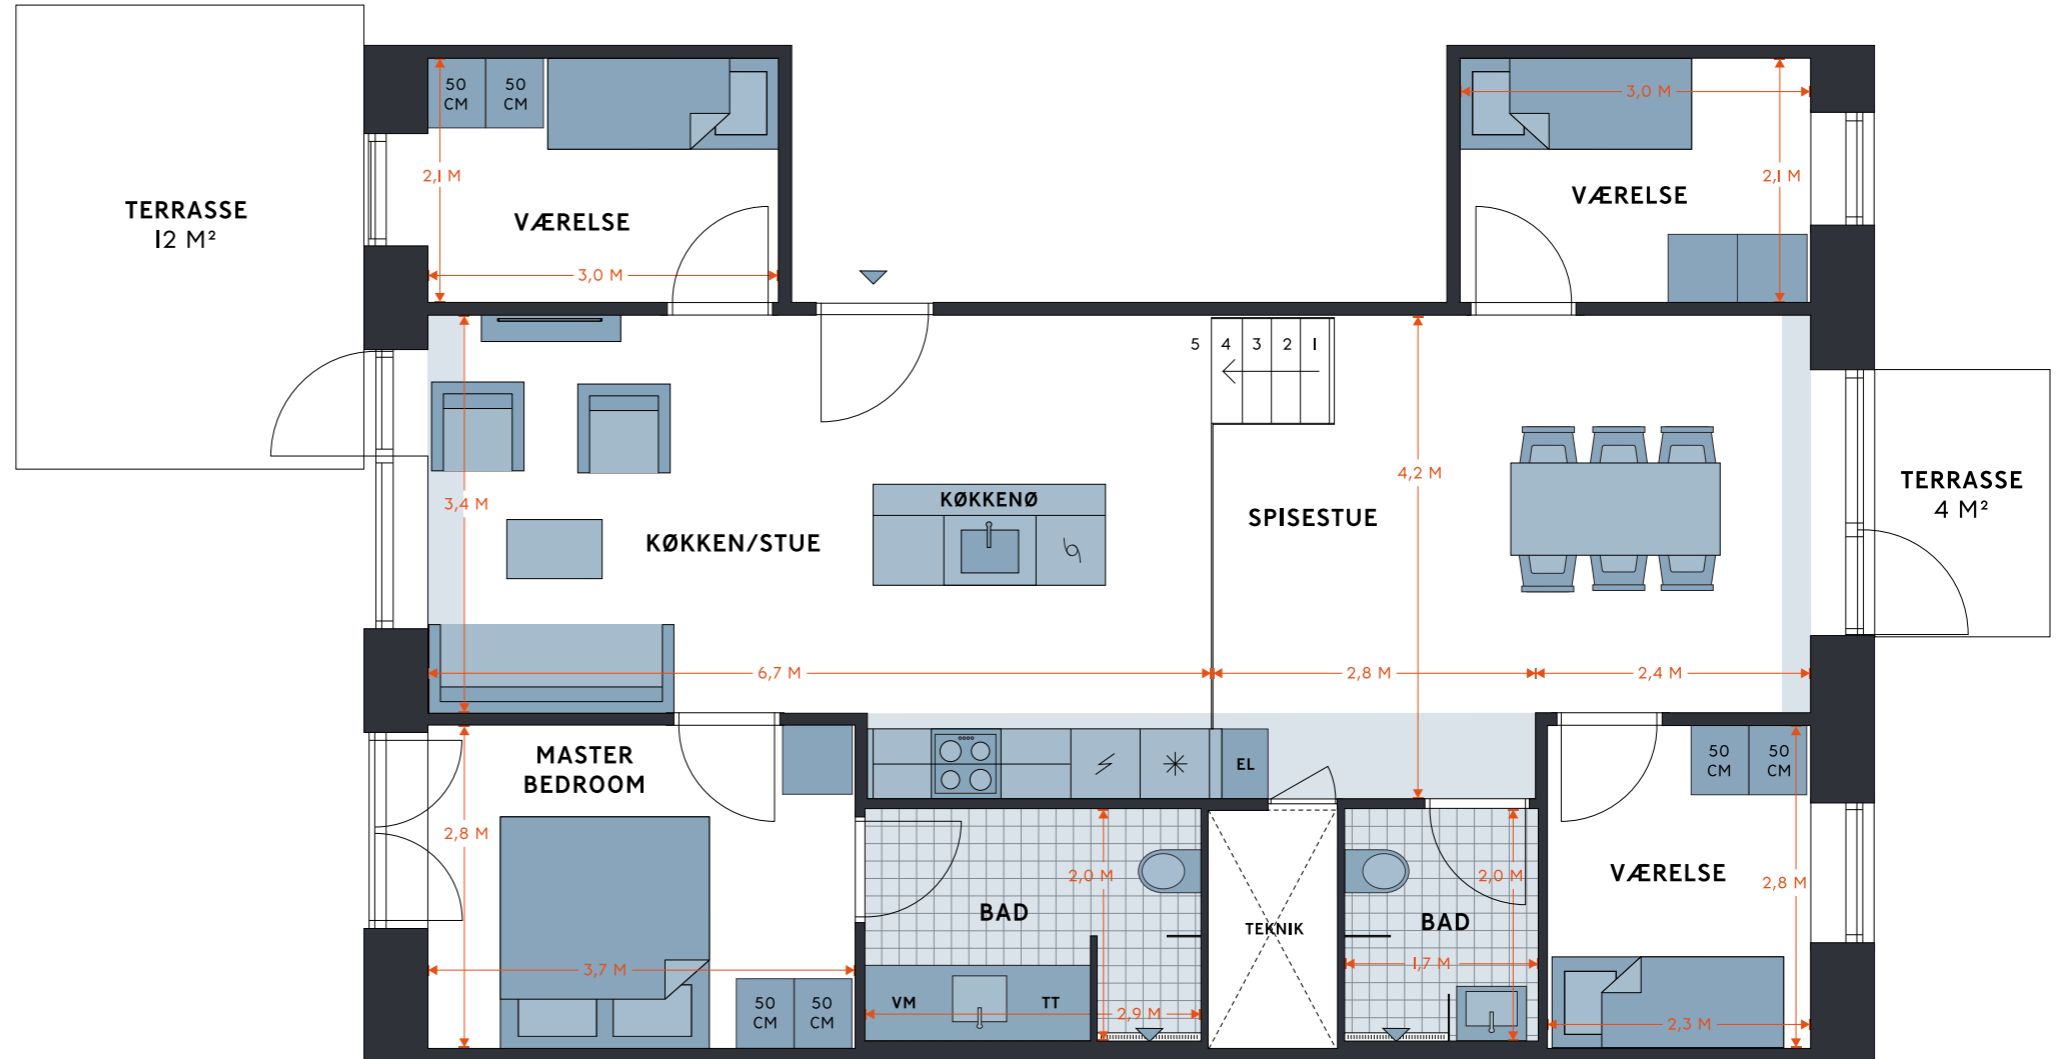 50
CM
50
CM
3,0 M
2,1 M
2,1 M
VÆRELSE
TERRASSE
12 M²
VÆRELSE
3,0 M
5 4 3 2 1
3,4 M
KØKKEN/STUE
KØKKENØ
SPISESTUE
4,2 M
TERRASSE
4 M²
6,7 M
2,8 M
2,4 M
MASTER
BEDROOM
EL
50
CM
50
CM
2,8 M
2,0 M
2,0 M
VÆRELSE
2,8 M
BAD
TEKNIK
BAD
3,7 M
1,7 M
50
CM
50
CM
VM
TT
2,9 M
2,3 M